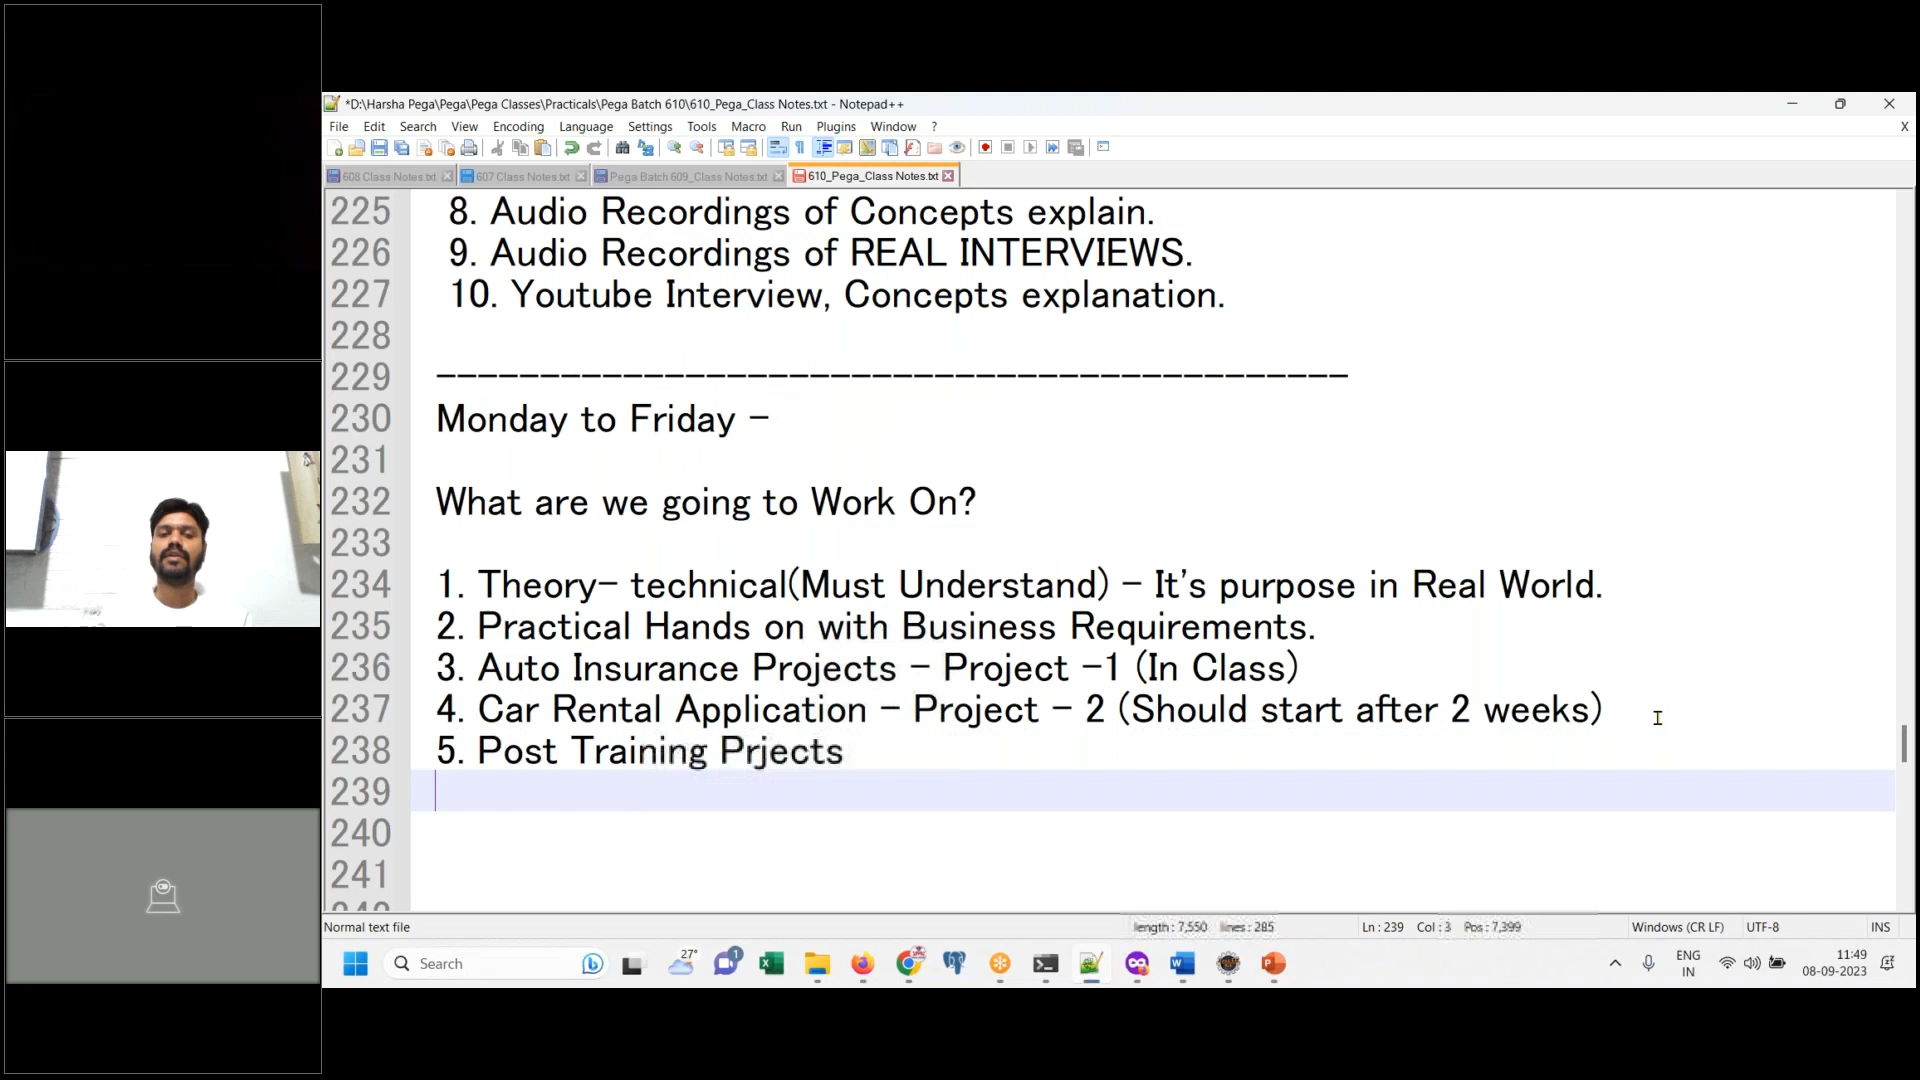 *D:\Harsha Pega\Pega\Pega Classes\Practicals\Pega Batch 610\610_Pega_Class Notes.txt - Notepad++
File Edit Search View Encoding Language Settings Tools Macro Run Plugins Window ?
X
608 Class Notes.txt 607 Class Notes.txt Pega Batch 609_Class Notes.txt 610_Pega_Class Notes.txt
225 8. Audio Recordings of Concepts explain.
226 9. Audio Recordings of REAL INTERVIEWS.
227 10. Youtube Interview, Concepts explanation.
228
229 --------------------------------------------
230 Monday to Friday -
231
232 What are we going to Work On?
233
234 1. Theory- technical(Must Understand) - It's purpose in Real World.
235 2. Practical Hands on with Business Requirements.
236 3. Auto Insurance Projects - Project -1 (In Class)
237 4. Car Rental Application - Project - 2 (Should start after 2 weeks)
238 5. Post Training Prjects
239
240
241
Normal text file length : 7,550 lines : 285 Ln : 239 Col : 3 Pos : 7,399 Windows (CR LF) UTF-8 INS
Search 27° 1 ENG IN 11:49 08-09-2023